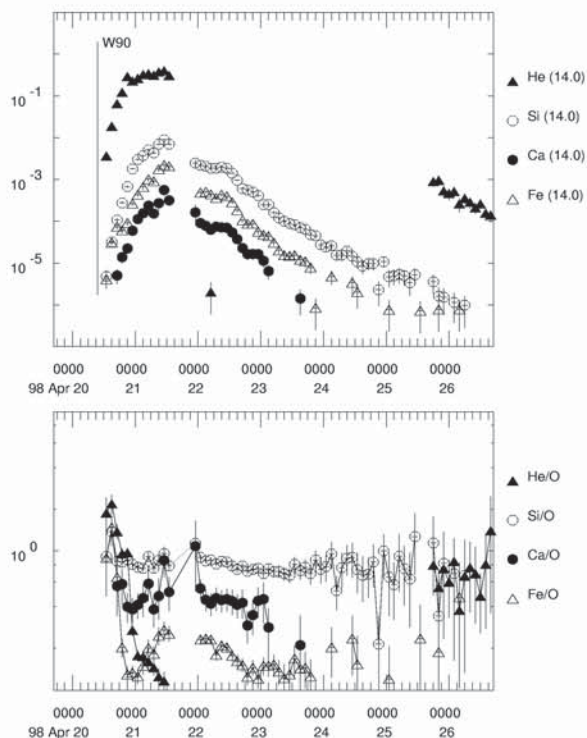 W90
10^-1
10^-3
10^-5
He (14.0)
Si (14.0)
Ca (14.0)
Fe (14.0)
0000 0000 0000 0000 0000 0000 0000
98 Apr 20 21 22 23 24 25 26
10^0
He/O
Si/O
Ca/O
Fe/O
0000 0000 0000 0000 0000 0000 0000
98 Apr 20 21 22 23 24 25 26